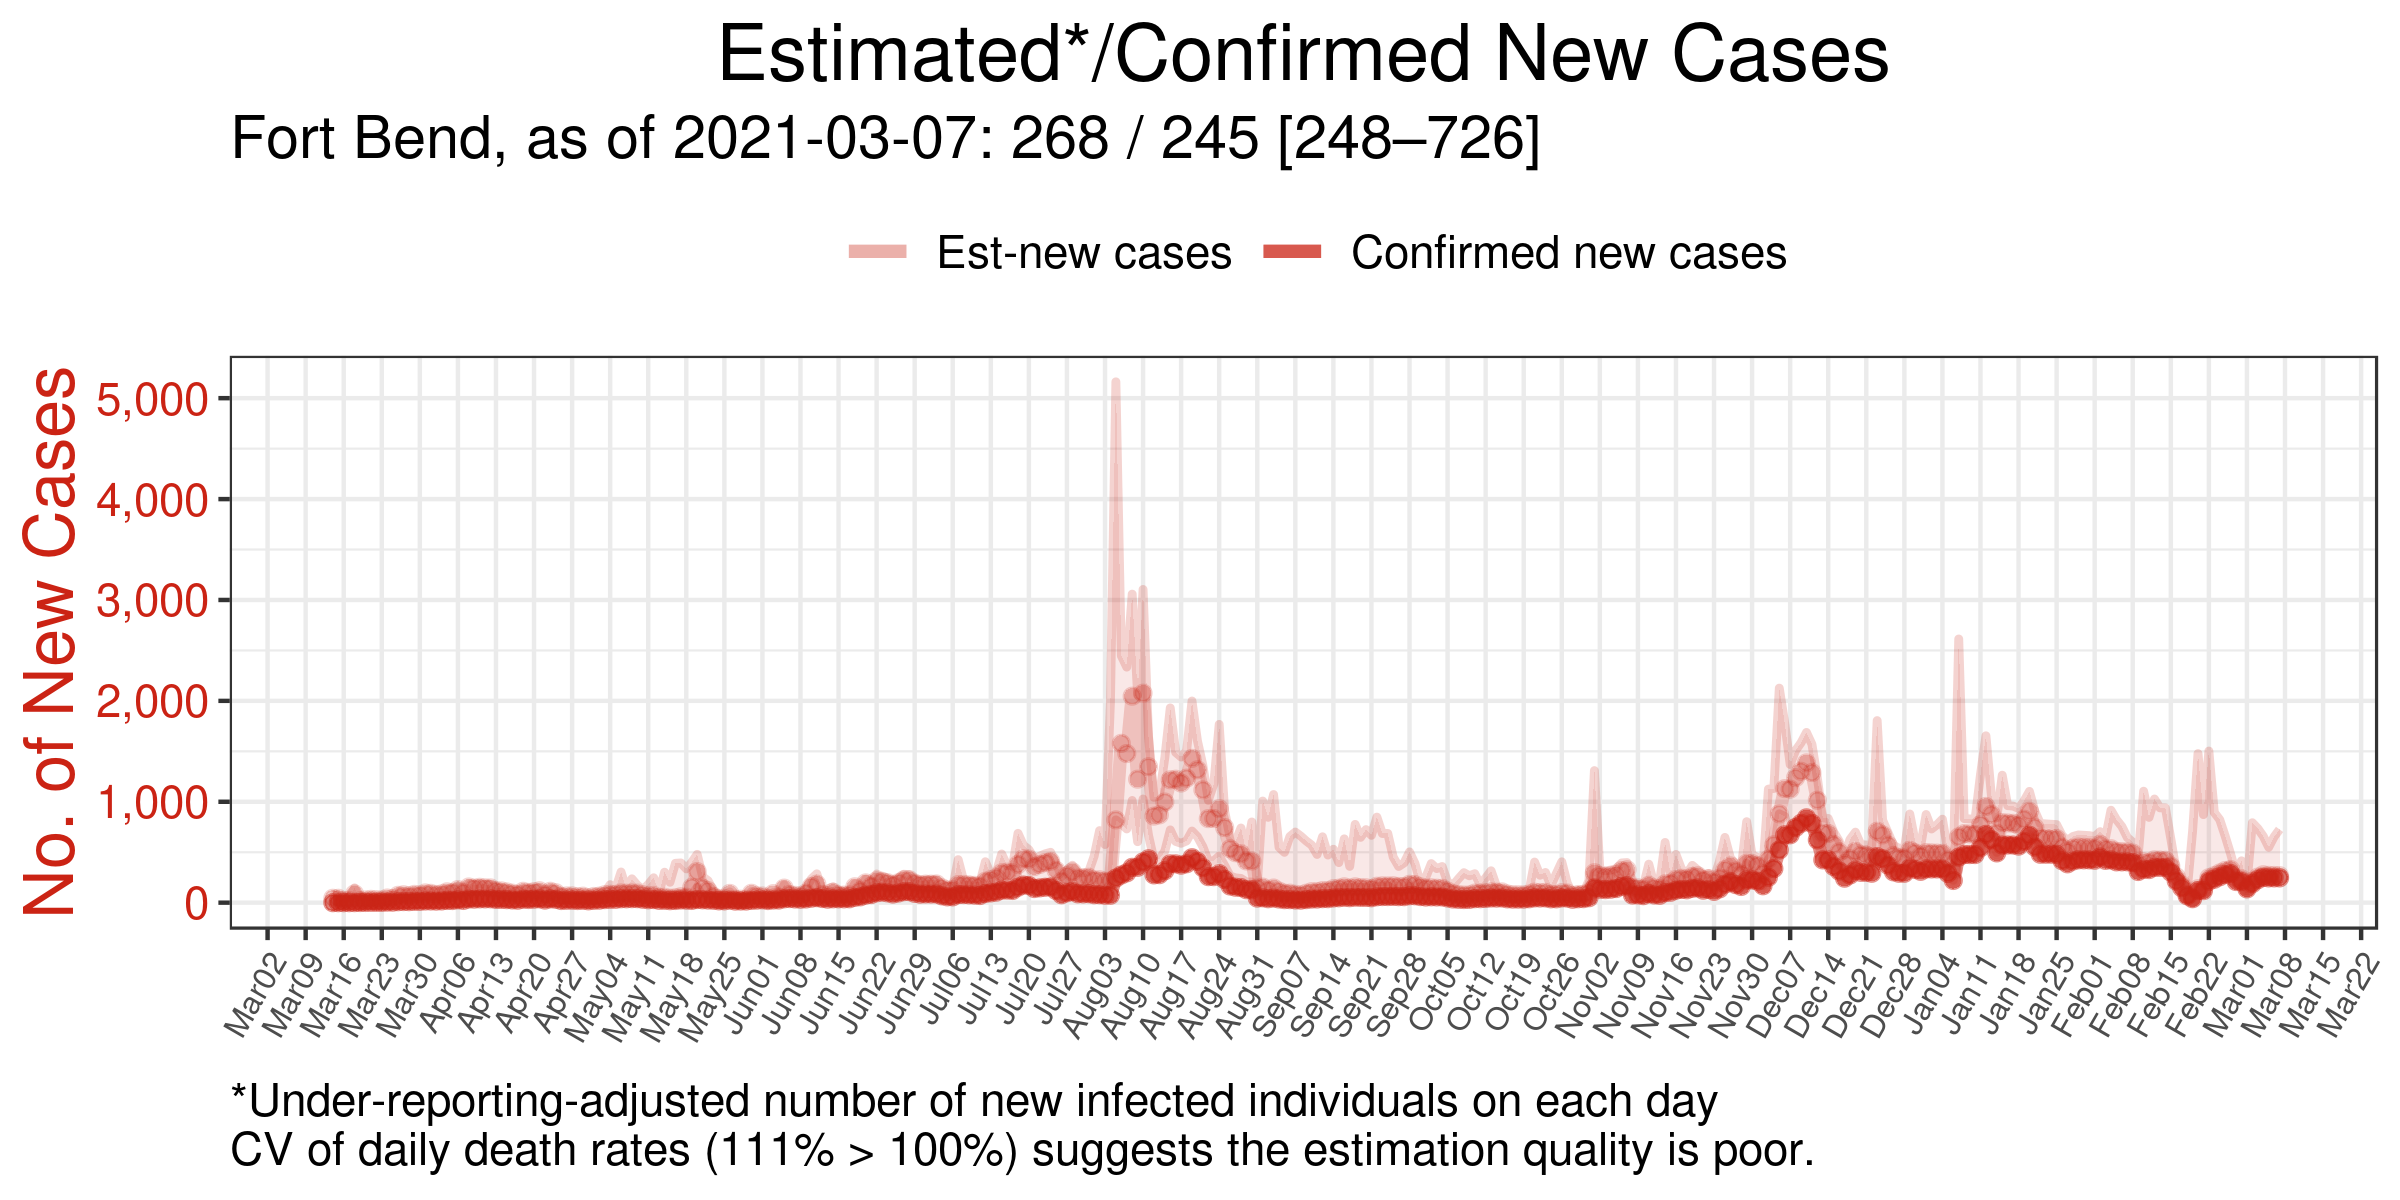 Estimated*/Confirmed New Cases
Fort Bend, as of 2021-03-07: 268 / 245 [248–726]
Est-new cases Confirmed new cases
No. of New Cases
5,000
4,000
3,000
2,000
1,000
0
Mar02 Mar09 Mar16 Mar23 Mar30 Apr06 Apr13 Apr20 Apr27 May04 May11 May18 May25 Jun01 Jun08 Jun15 Jun22 Jun29 Jul06 Jul13 Jul20 Jul27 Aug03 Aug10 Aug17 Aug24 Aug31 Sep07 Sep14 Sep21 Sep28 Oct05 Oct12 Oct19 Oct26 Nov02 Nov09 Nov16 Nov23 Nov30 Dec07 Dec14 Dec21 Dec28 Jan04 Jan11 Jan18 Jan25 Feb01 Feb08 Feb15 Feb22 Mar01 Mar08 Mar15 Mar22
*Under-reporting-adjusted number of new infected individuals on each day
CV of daily death rates (111% > 100%) suggests the estimation quality is poor.